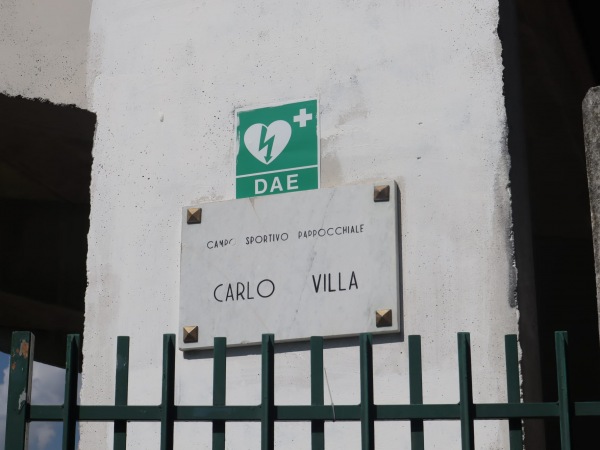 DAE
CAMPO SPORTIVO PARROCCHIALE
CARLO VILLA